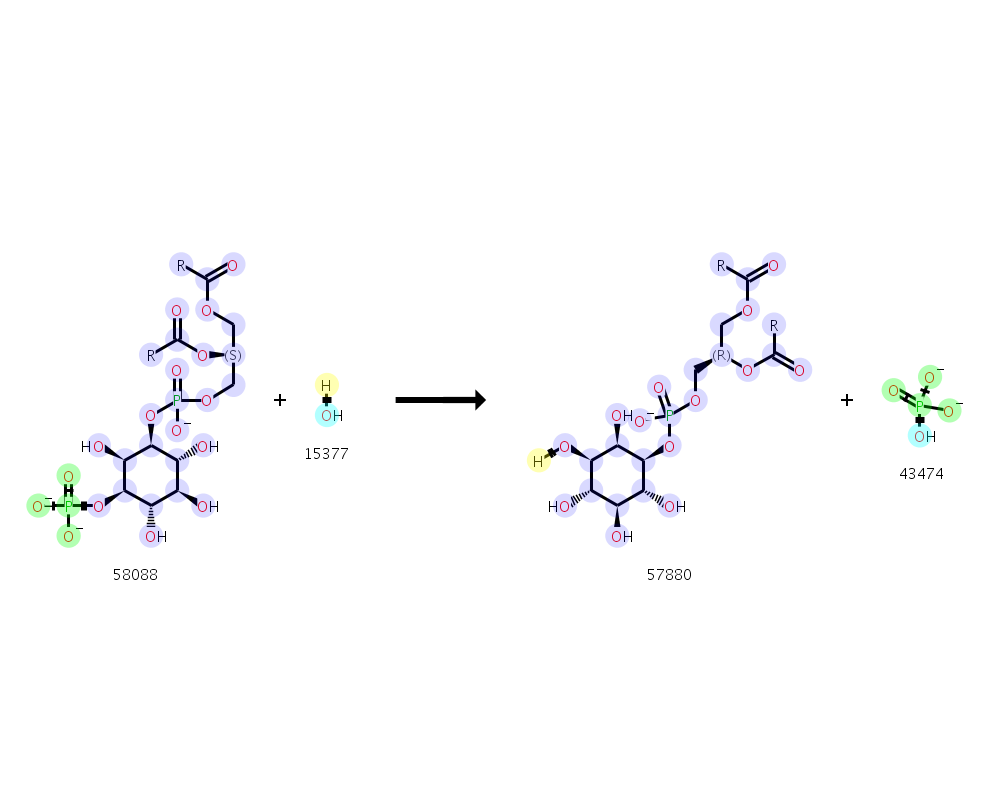 R O
O
O
R O (S)
O
P O
O O⁻
HO OH
O
O⁻ P O OH
O⁻ OH
58088
+
H
OH
15377
R O
O R
(R) O O
O O
O⁻ P
OH O
O
H
HO OH
OH
57880
+
O⁻
O P O⁻
OH
43474